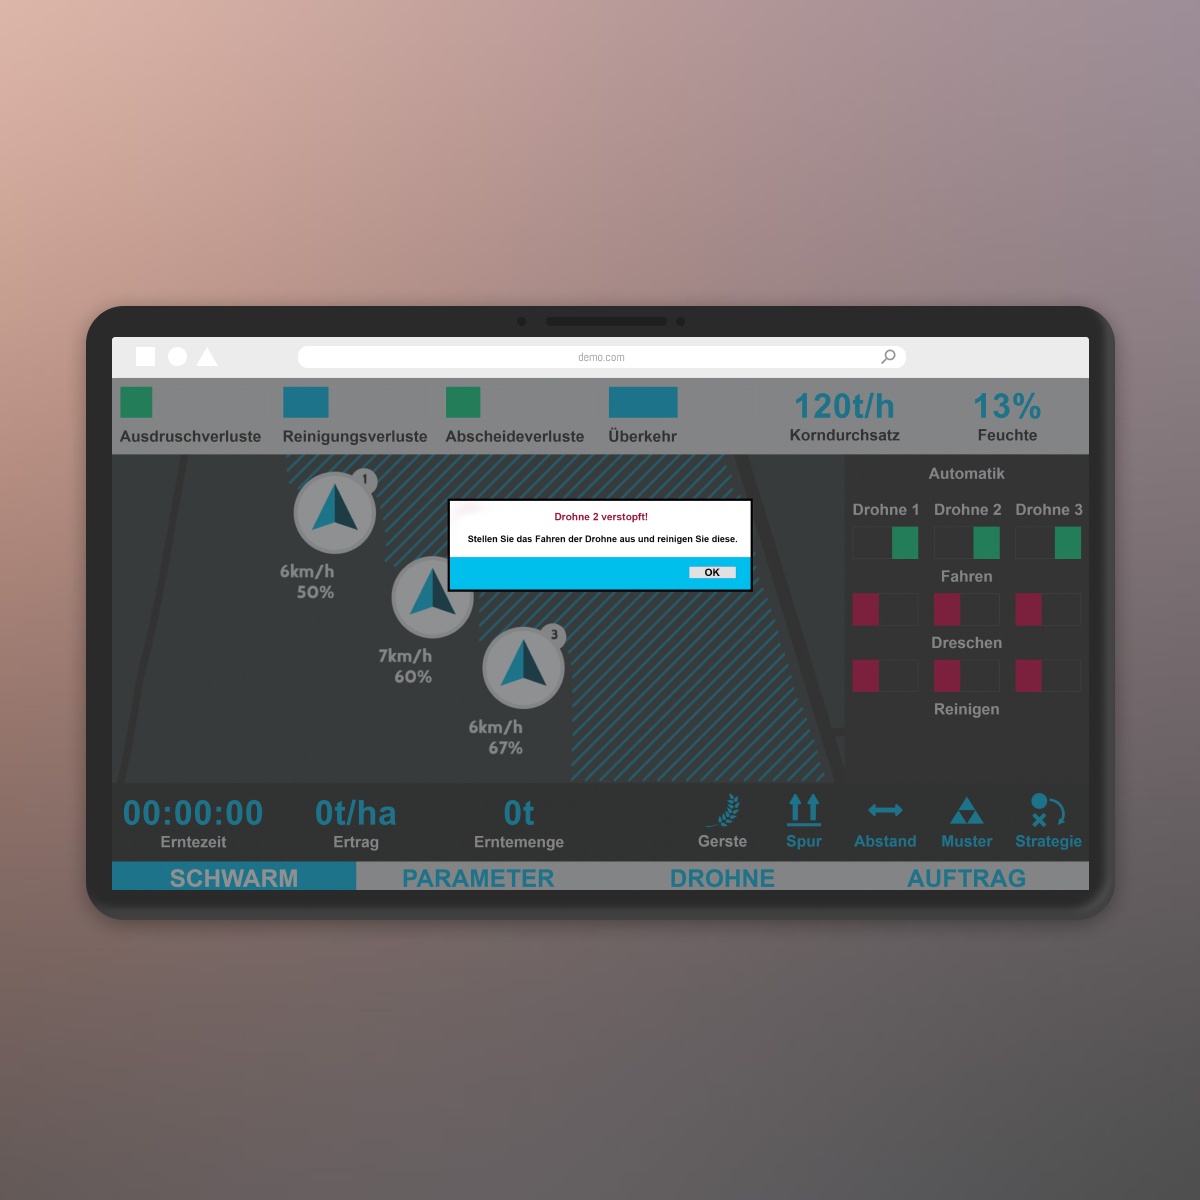 demo.com
Ausdruschverluste
Reinigungsverluste
Abscheideverluste
Überkehr
120t/h
Korndurchsatz
13%
Feuchte
1
6km/h
50%
7km/h
60%
3
6km/h
67%
Drohne 2 verstopft!
Stellen Sie das Fahren der Drohne aus und reinigen Sie diese.
OK
Automatik
Drohne 1
Drohne 2
Drohne 3
Fahren
Dreschen
Reinigen
00:00:00
Erntezeit
0t/ha
Ertrag
0t
Erntemenge
Gerste
Spur
Abstand
Muster
Strategie
SCHWARM
PARAMETER
DROHNE
AUFTRAG